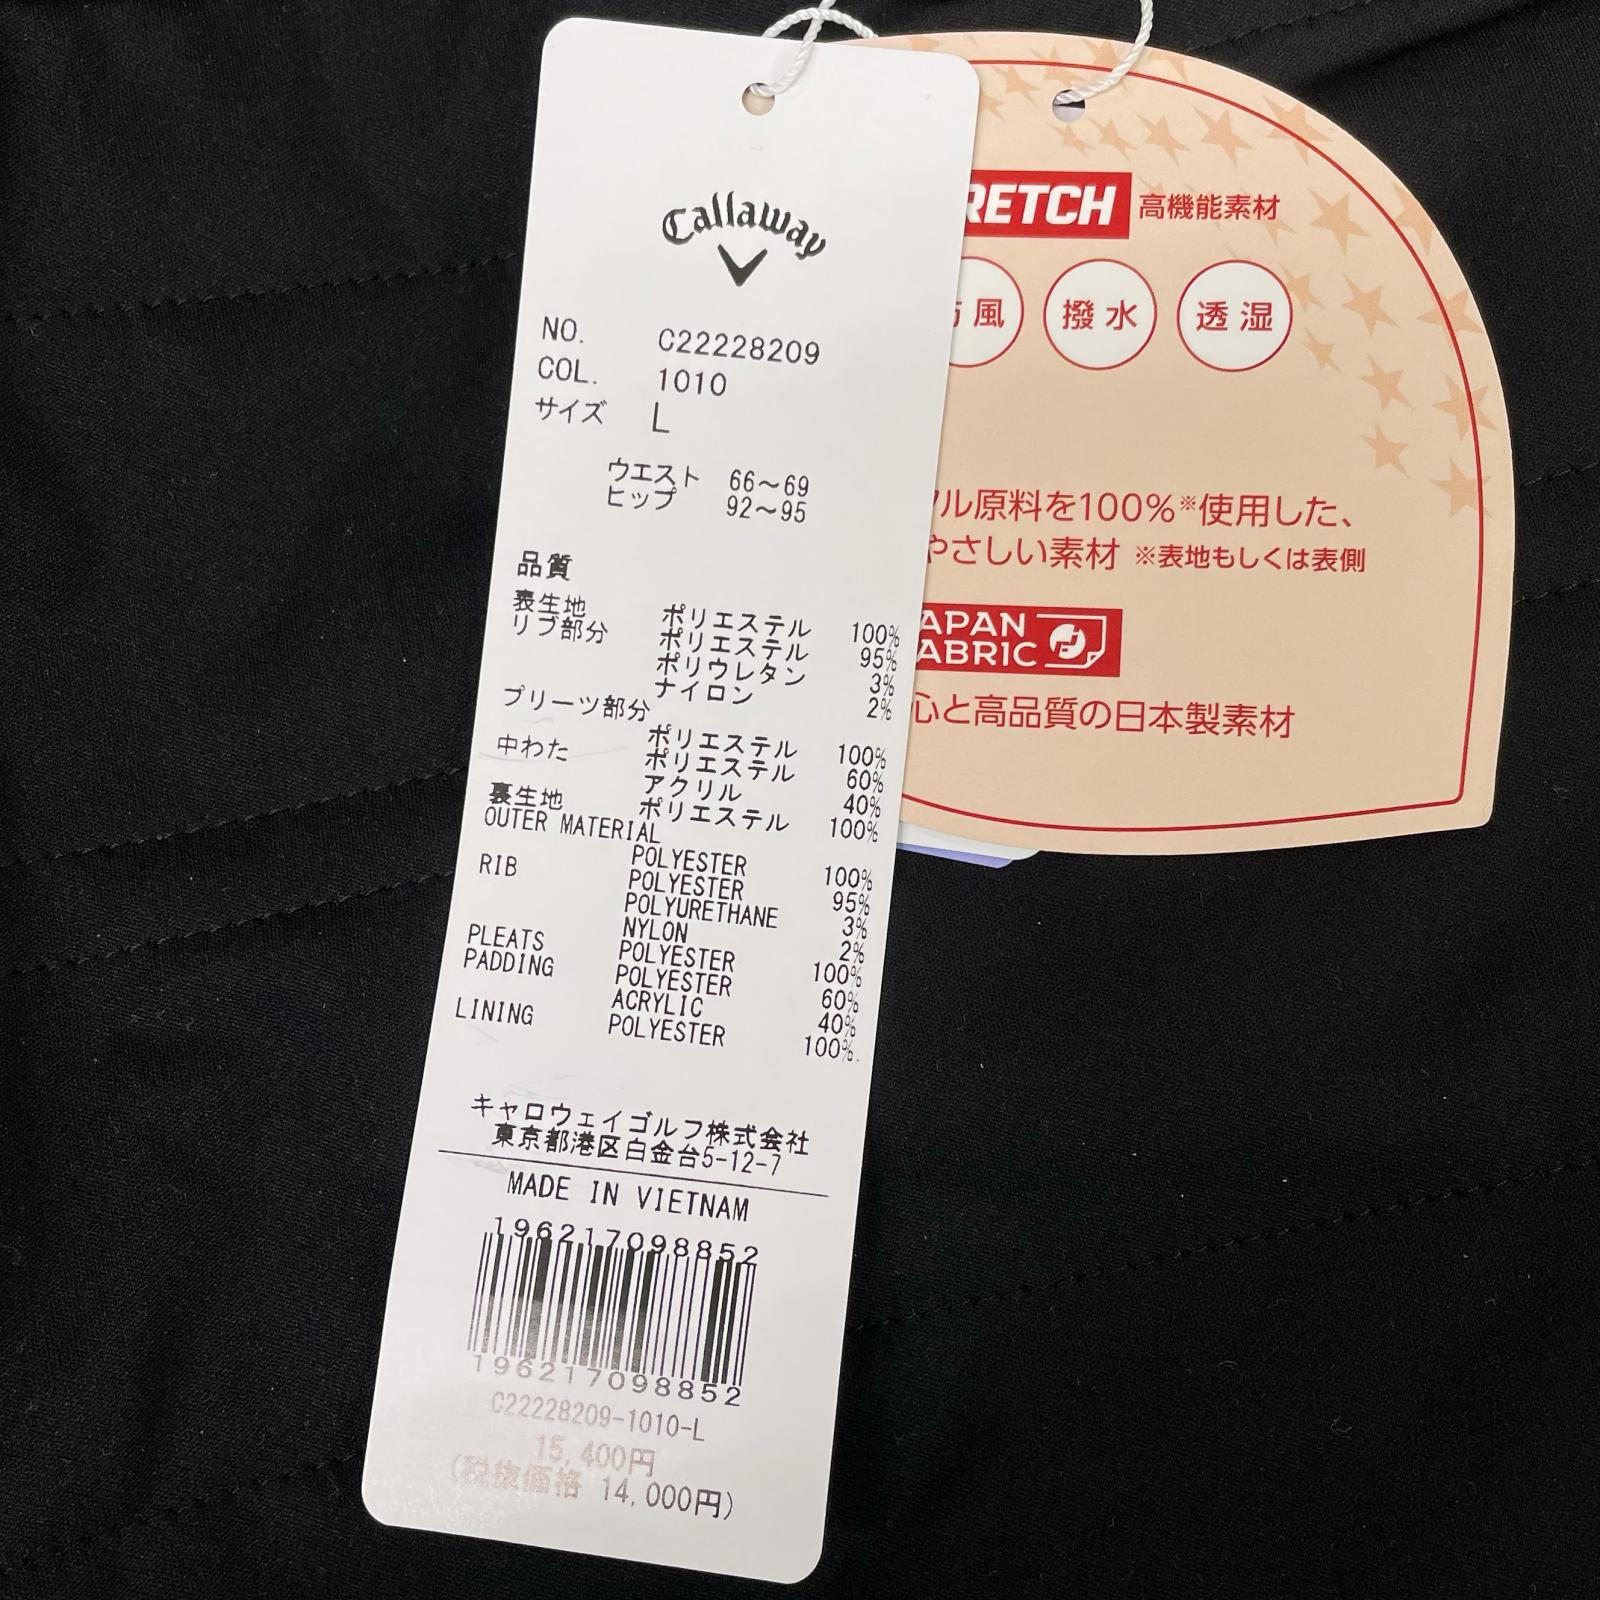 Callaway
NO. C22228209
COL. 1010
サイズ L
ウエスト 66〜69
ヒップ 92〜95
品質
表生地 ポリエステル 100%
リブ部分 ポリエステル 95%
ポリウレタン 3%
ナイロン 2%
プリーツ部分
ポリエステル 100%
中わた ポリエステル 60%
アクリル 40%
裏生地 ポリエステル 100%
OUTER MATERIAL
POLYESTER 100%
RIB POLYESTER 95%
POLYURETHANE 3%
NYLON 2%
PLEATS POLYESTER 100%
PADDING POLYESTER 60%
ACRYLIC 40%
LINING POLYESTER 100%
キャロウェイゴルフ株式会社
東京都港区白金台5-12-7
MADE IN VIETNAM
196217098852
196217098852
C22228209-1010-L
15,400円
(税抜価格 14,000円)
RETCH 高機能素材
風
撥水
透湿
ル原料を100%※使用した、
やさしい素材 ※表地もしくは表側
APAN
ABRIC
心と高品質の日本製素材